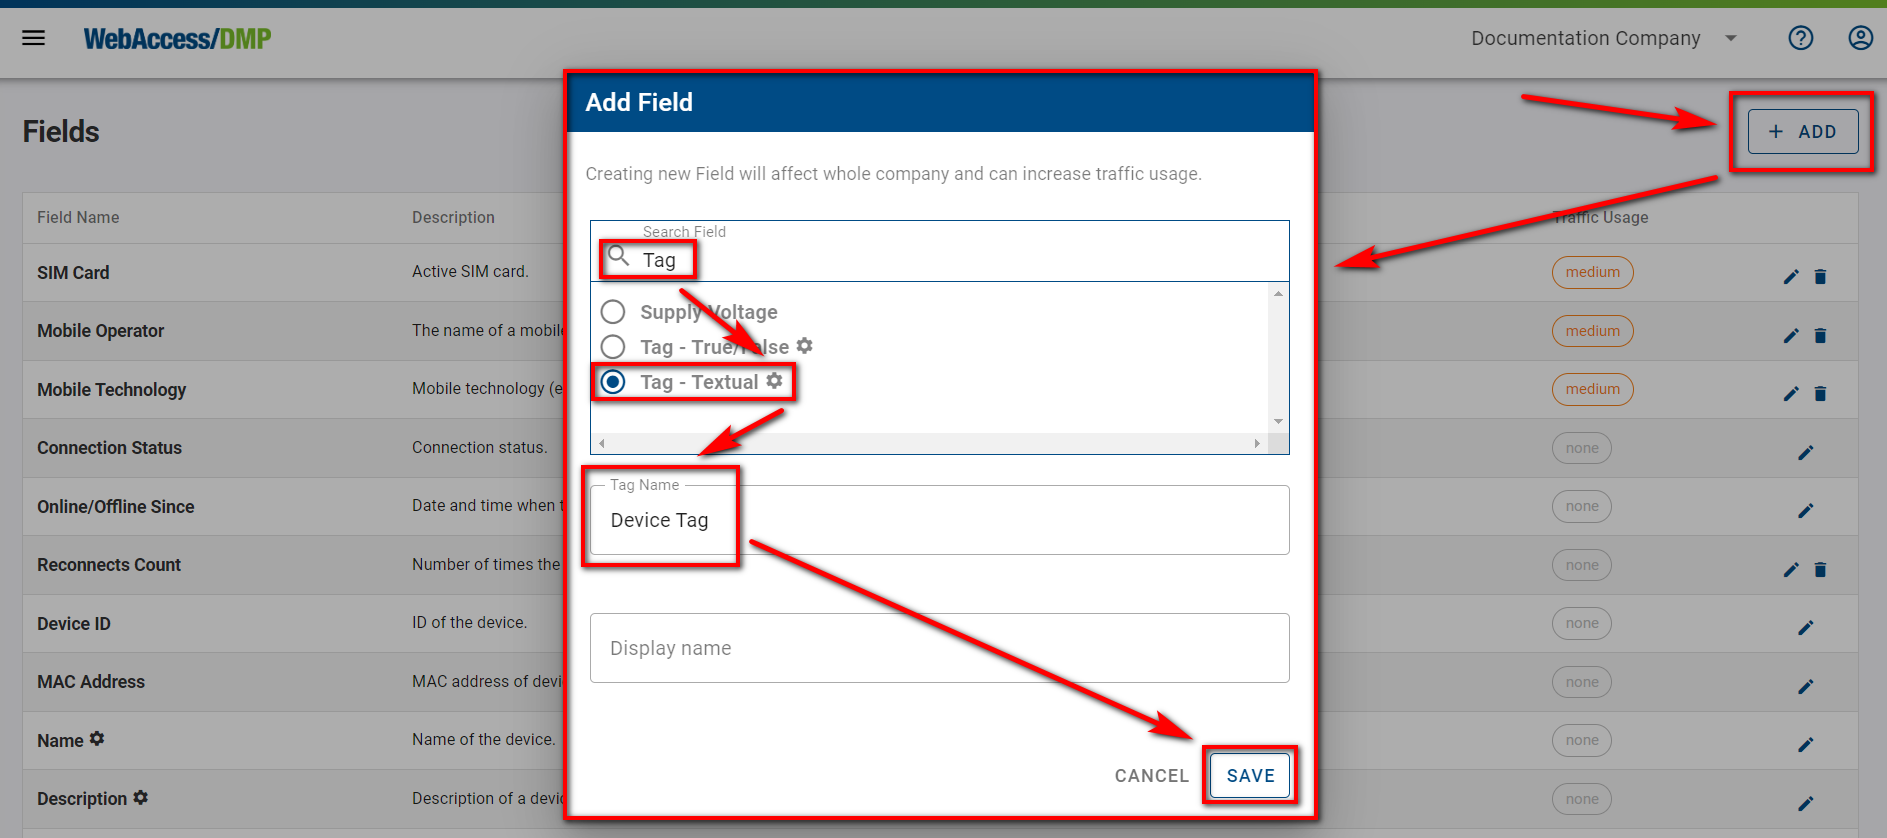 WebAccess/DMP
Documentation Company
Fields
+ ADD
Add Field
Creating new Field will affect whole company and can increase traffic usage.
Search Field
Tag
Supply Voltage
Tag - True/False
Tag - Textual
Tag Name
Device Tag
Display name
CANCEL SAVE
Field Name Description Traffic Usage
SIM Card Active SIM card. medium
Mobile Operator The name of a mobile medium
Mobile Technology Mobile technology (e medium
Connection Status Connection status. none
Online/Offline Since Date and time when t none
Reconnects Count Number of times the none
Device ID ID of the device. none
MAC Address MAC address of devi none
Name Name of the device. none
Description Description of a devic none